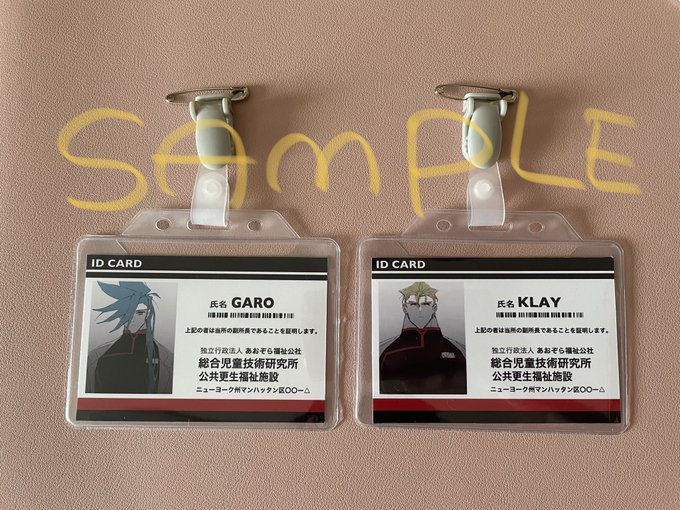 SAMPLE
ID CARD
氏名 GARO
上記の者は当所の副所長であることを証明します。
独立行政法人 あおぞら福祉公社
総合児童技術研究所
公共更生福祉施設
ニューヨーク州マンハッタン区〇〇ー△
ID CARD
氏名 KLAY
上記の者は当所の副所長であることを証明します。
独立行政法人 あおぞら福祉公社
総合児童技術研究所
公共更生福祉施設
ニューヨーク州マンハッタン区〇〇ー△